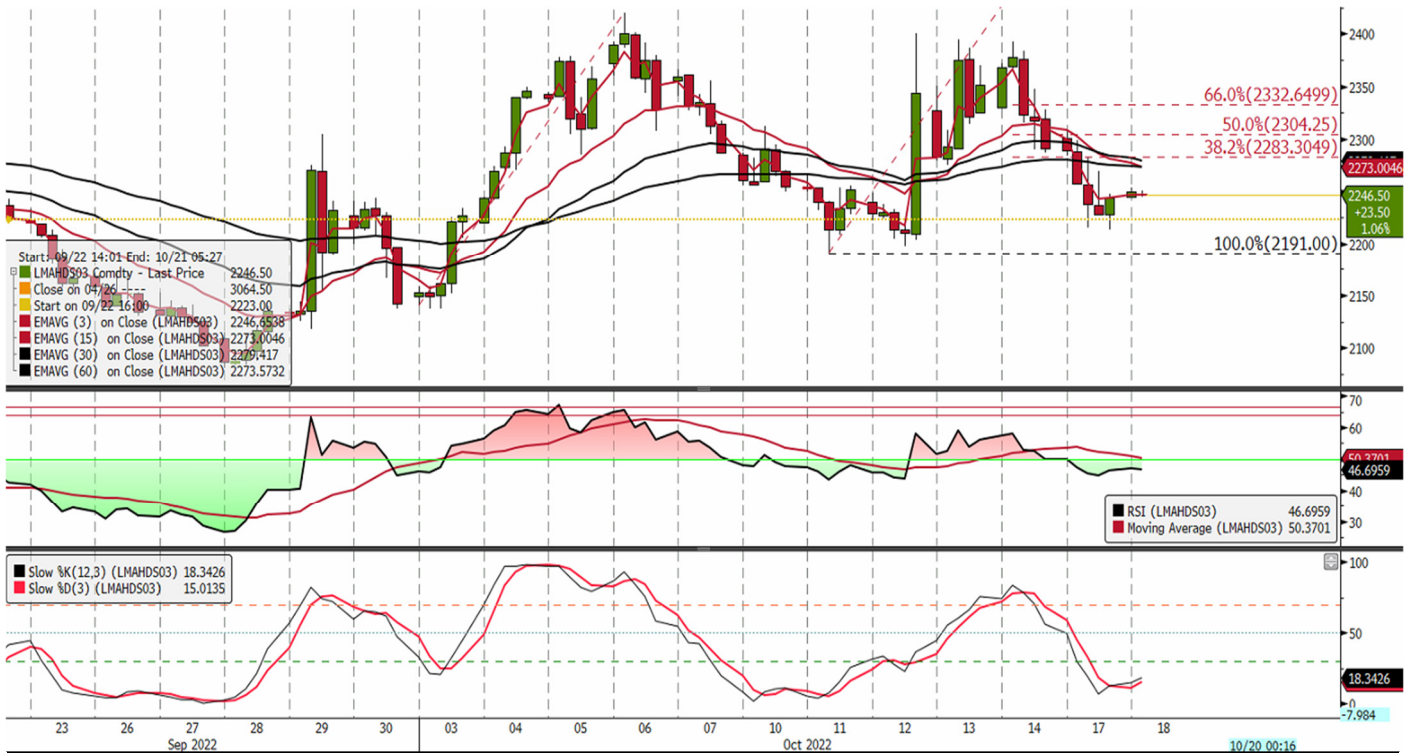 2400
2350
2300
2273.0046
2246.50
+23.50
1.06%
2200
2150
2100
66.0%(2332.6499)
50.0%(2304.25)
38.2%(2283.3049)
100.0%(2191.00)
Start: 09/22 14:01 End: 10/21 05:27
LMAHDS03 Comdty - Last Price 2246.50
Close on 04/26 ---- 3064.50
Start on 09/22 16:00 2223.00
EMAVG (3) on Close (LMAHDS03) 2246.6538
EMAVG (15) on Close (LMAHDS03) 2273.0046
EMAVG (30) on Close (LMAHDS03) 2279.417
EMAVG (60) on Close (LMAHDS03) 2273.5732
70
60
50.3701
46.6959
40
30
RSI (LMAHDS03) 46.6959
Moving Average (LMAHDS03) 50.3701
Slow %K(12,3) (LMAHDS03) 18.3426
Slow %D(3) (LMAHDS03) 15.0135
100
50
18.3426
0
-7.984
23 26 27 28 29 30 03 04 05 06 07 10 11 12 13 14 17 18
Sep 2022 Oct 2022 10/20 00:16